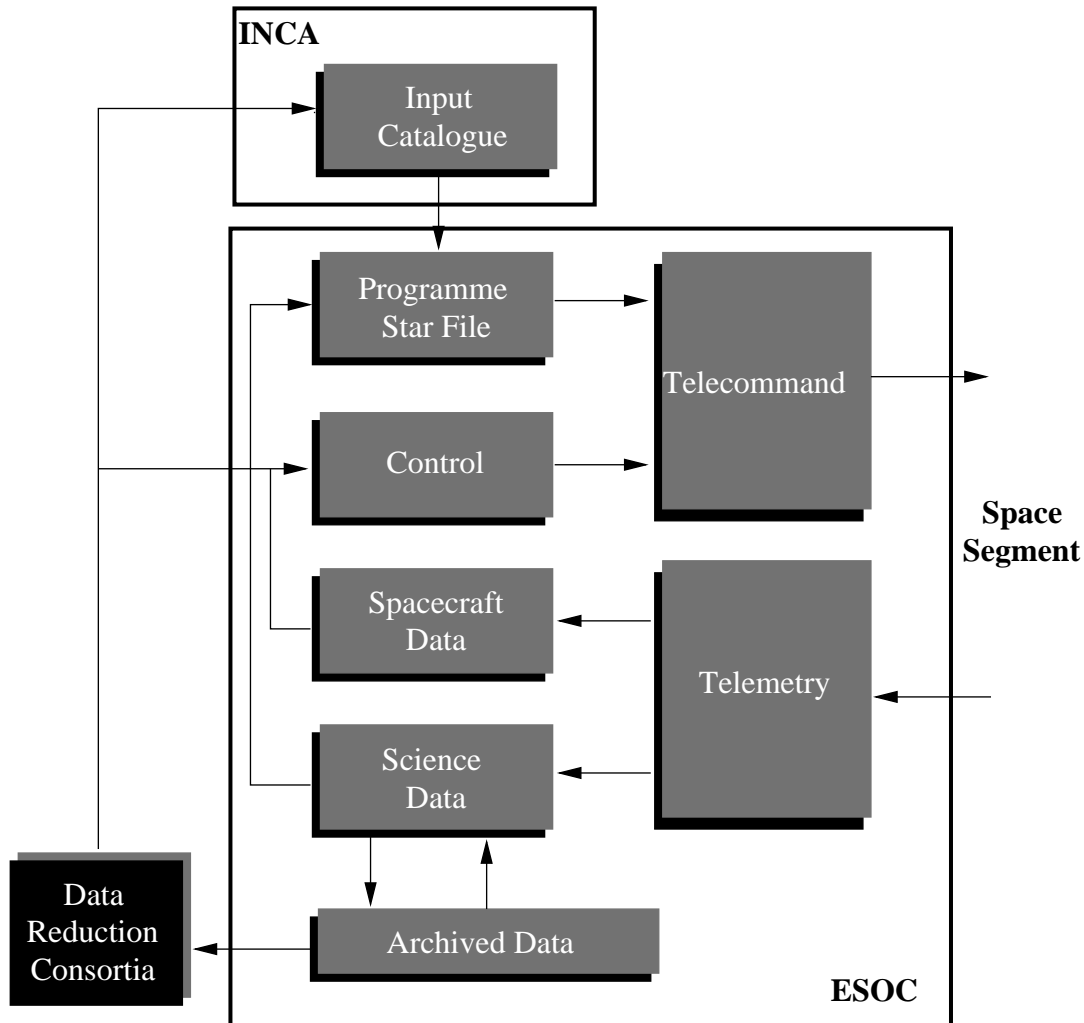 INCA
Input
Catalogue
Programme
Star File
Telecommand
Control
Space
Segment
Spacecraft
Data
Telemetry
Science
Data
Data
Reduction
Consortia
Archived Data
ESOC